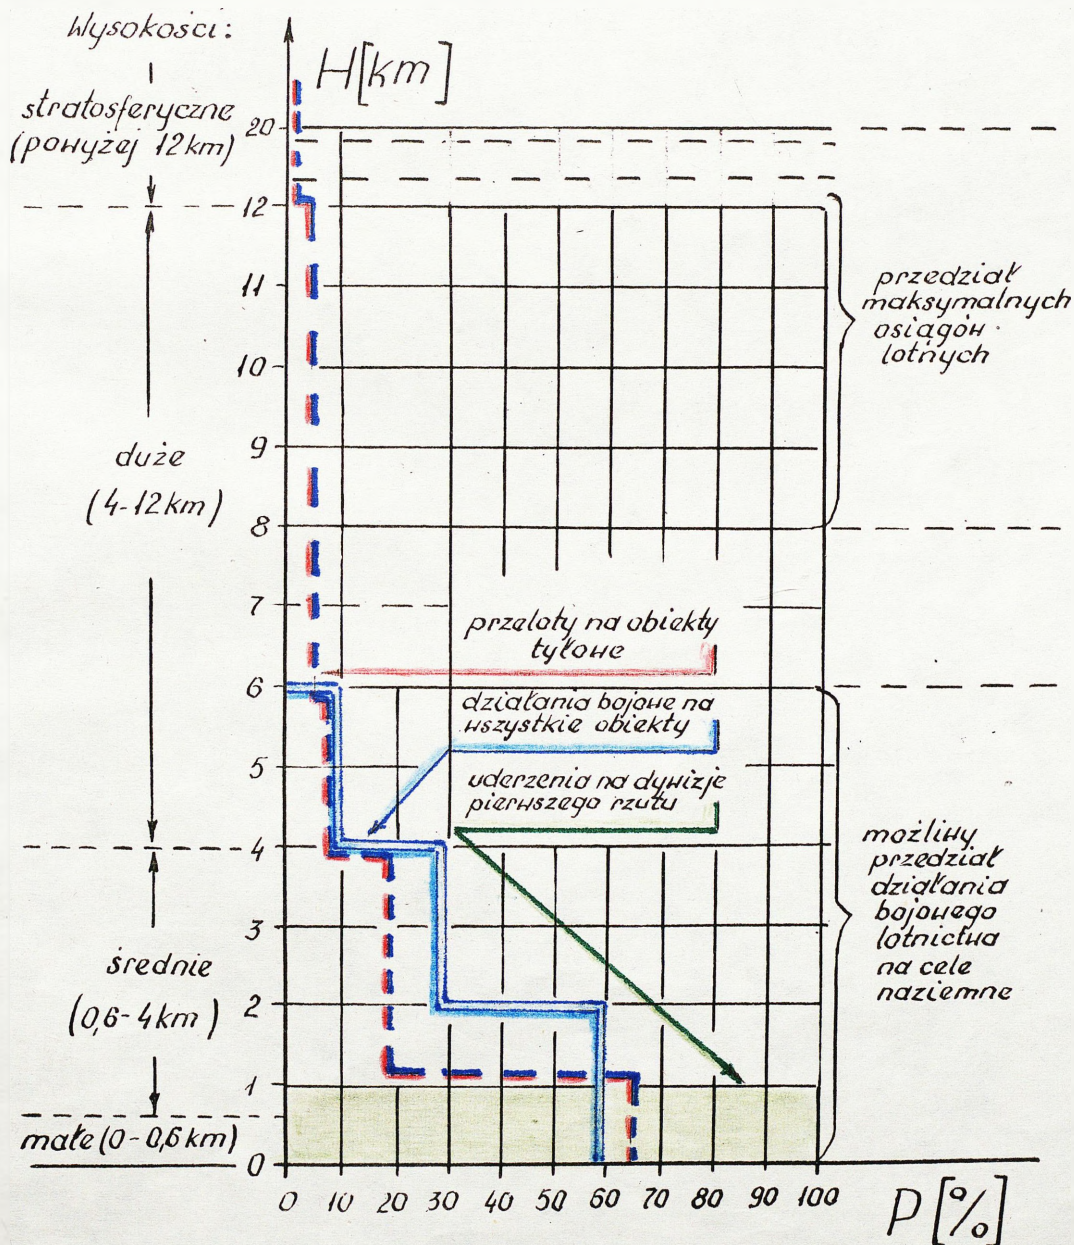 Wysokości:
stratosferyczne
(powyżej 12km)
duże
(4-12km)
średnie
(0,6-4km)
małe (0-0,6km)
H[km]
20
12
11
10
9
8
7
6
5
4
3
2
1
0
przeloty na obiekty
tyłowe
działania bojowe na
wszystkie obiekty
uderzenia na dywizje
pierwszego rzutu
przedział
maksymalnych
osiągów
lotnych
możliwy
przedział
działania
bojowego
lotnictwa
na cele
naziemne
0 10 20 30 40 50 60 70 80 90 100
P[%]